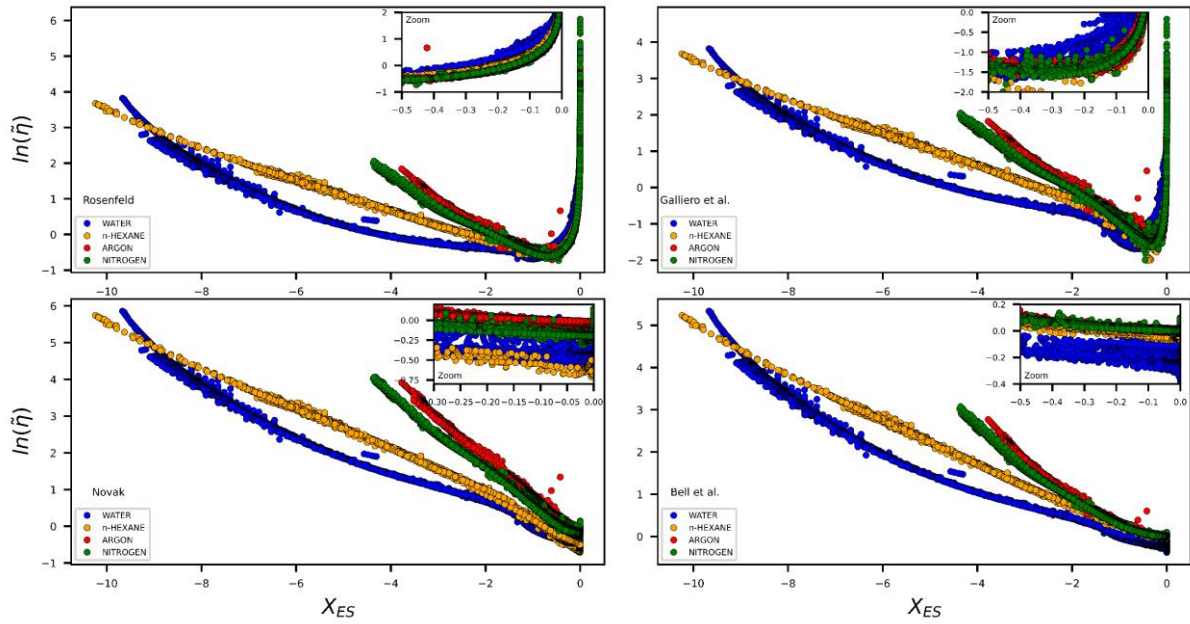 6
5
4
3
2
1
0
−1
ln(η̃)
Zoom
2
1
0
−1
−0.5 −0.4 −0.3 −0.2 −0.1 0.0
Rosenfeld
WATER
n-HEXANE
ARGON
NITROGEN
−10 −8 −6 −4 −2 0
4
3
2
1
0
−1
−2
Zoom
0.0
−0.5
−1.0
−1.5
−2.0
−0.5 −0.4 −0.3 −0.2 −0.1 0.0
Galliero et al.
WATER
n-HEXANE
ARGON
NITROGEN
−10 −8 −6 −4 −2 0
6
5
4
3
2
1
0
−1
ln(η̃)
0.00
−0.25
−0.50
−0.75
Zoom
−0.30 −0.25 −0.20 −0.15 −0.10 −0.05 0.00
Novak
WATER
n-HEXANE
ARGON
NITROGEN
−10 −8 −6 −4 −2 0
X_ES
5
4
3
2
1
0
0.2
0.0
−0.2
−0.4
Zoom
−0.5 −0.4 −0.3 −0.2 −0.1 0.0
Bell et al.
WATER
n-HEXANE
ARGON
NITROGEN
−10 −8 −6 −4 −2 0
X_ES